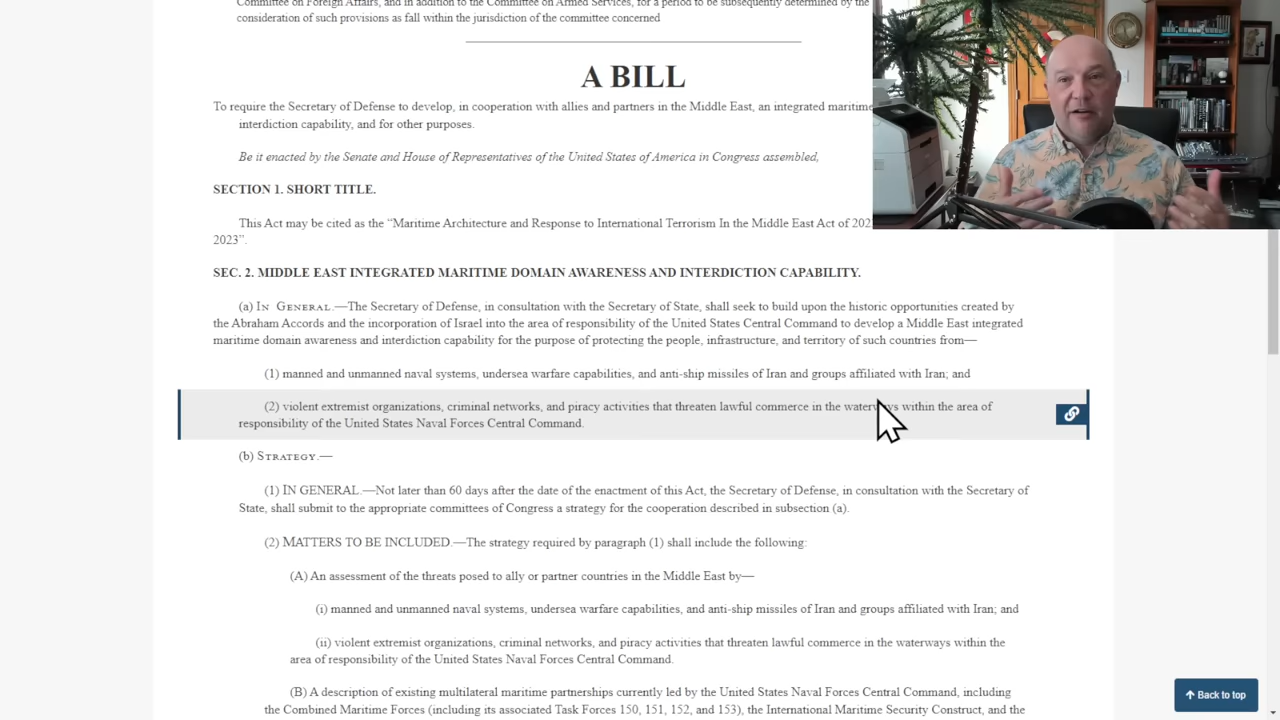 Committee on Foreign Affairs, and in addition to the Committee on Armed Services, for a period to be subsequently determined by the
consideration of such provisions as fall within the jurisdiction of the committee concerned
A BILL
To require the Secretary of Defense to develop, in cooperation with allies and partners in the Middle East, an integrated maritime
interdiction capability, and for other purposes.
Be it enacted by the Senate and House of Representatives of the United States of America in Congress assembled,
SECTION 1. SHORT TITLE.
This Act may be cited as the “Maritime Architecture and Response to International Terrorism In the Middle East Act of 202
2023”.
SEC. 2. MIDDLE EAST INTEGRATED MARITIME DOMAIN AWARENESS AND INTERDICTION CAPABILITY.
(a) IN GENERAL.—The Secretary of Defense, in consultation with the Secretary of State, shall seek to build upon the historic opportunities created by
the Abraham Accords and the incorporation of Israel into the area of responsibility of the United States Central Command to develop a Middle East integrated
maritime domain awareness and interdiction capability for the purpose of protecting the people, infrastructure, and territory of such countries from—
(1) manned and unmanned naval systems, undersea warfare capabilities, and anti-ship missiles of Iran and groups affiliated with Iran; and
(2) violent extremist organizations, criminal networks, and piracy activities that threaten lawful commerce in the waterways within the area of
responsibility of the United States Naval Forces Central Command.
(b) STRATEGY.—
(1) IN GENERAL.—Not later than 60 days after the date of the enactment of this Act, the Secretary of Defense, in consultation with the Secretary of
State, shall submit to the appropriate committees of Congress a strategy for the cooperation described in subsection (a).
(2) MATTERS TO BE INCLUDED.—The strategy required by paragraph (1) shall include the following:
(A) An assessment of the threats posed to ally or partner countries in the Middle East by—
(i) manned and unmanned naval systems, undersea warfare capabilities, and anti-ship missiles of Iran and groups affiliated with Iran; and
(ii) violent extremist organizations, criminal networks, and piracy activities that threaten lawful commerce in the waterways within the
area of responsibility of the United States Naval Forces Central Command.
(B) A description of existing multilateral maritime partnerships currently led by the United States Naval Forces Central Command, including
the Combined Maritime Forces (including its associated Task Forces 150, 151, 152, and 153), the International Maritime Security Construct, and the
Back to top